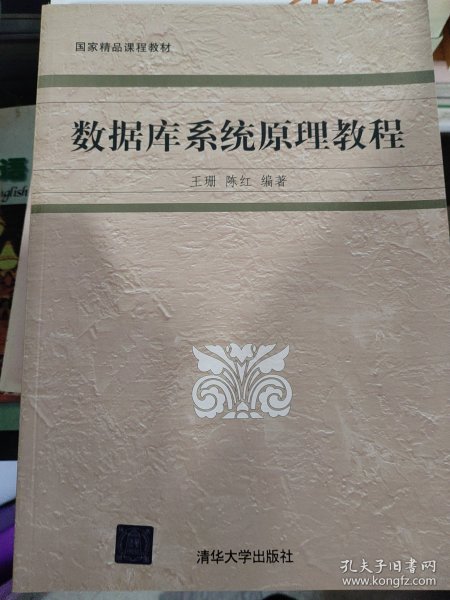 国家精品课程教材
数据库系统原理教程
王珊 陈红 编著
清华大学出版社
语
nglish
孔夫子旧书网
www.kongfz.com